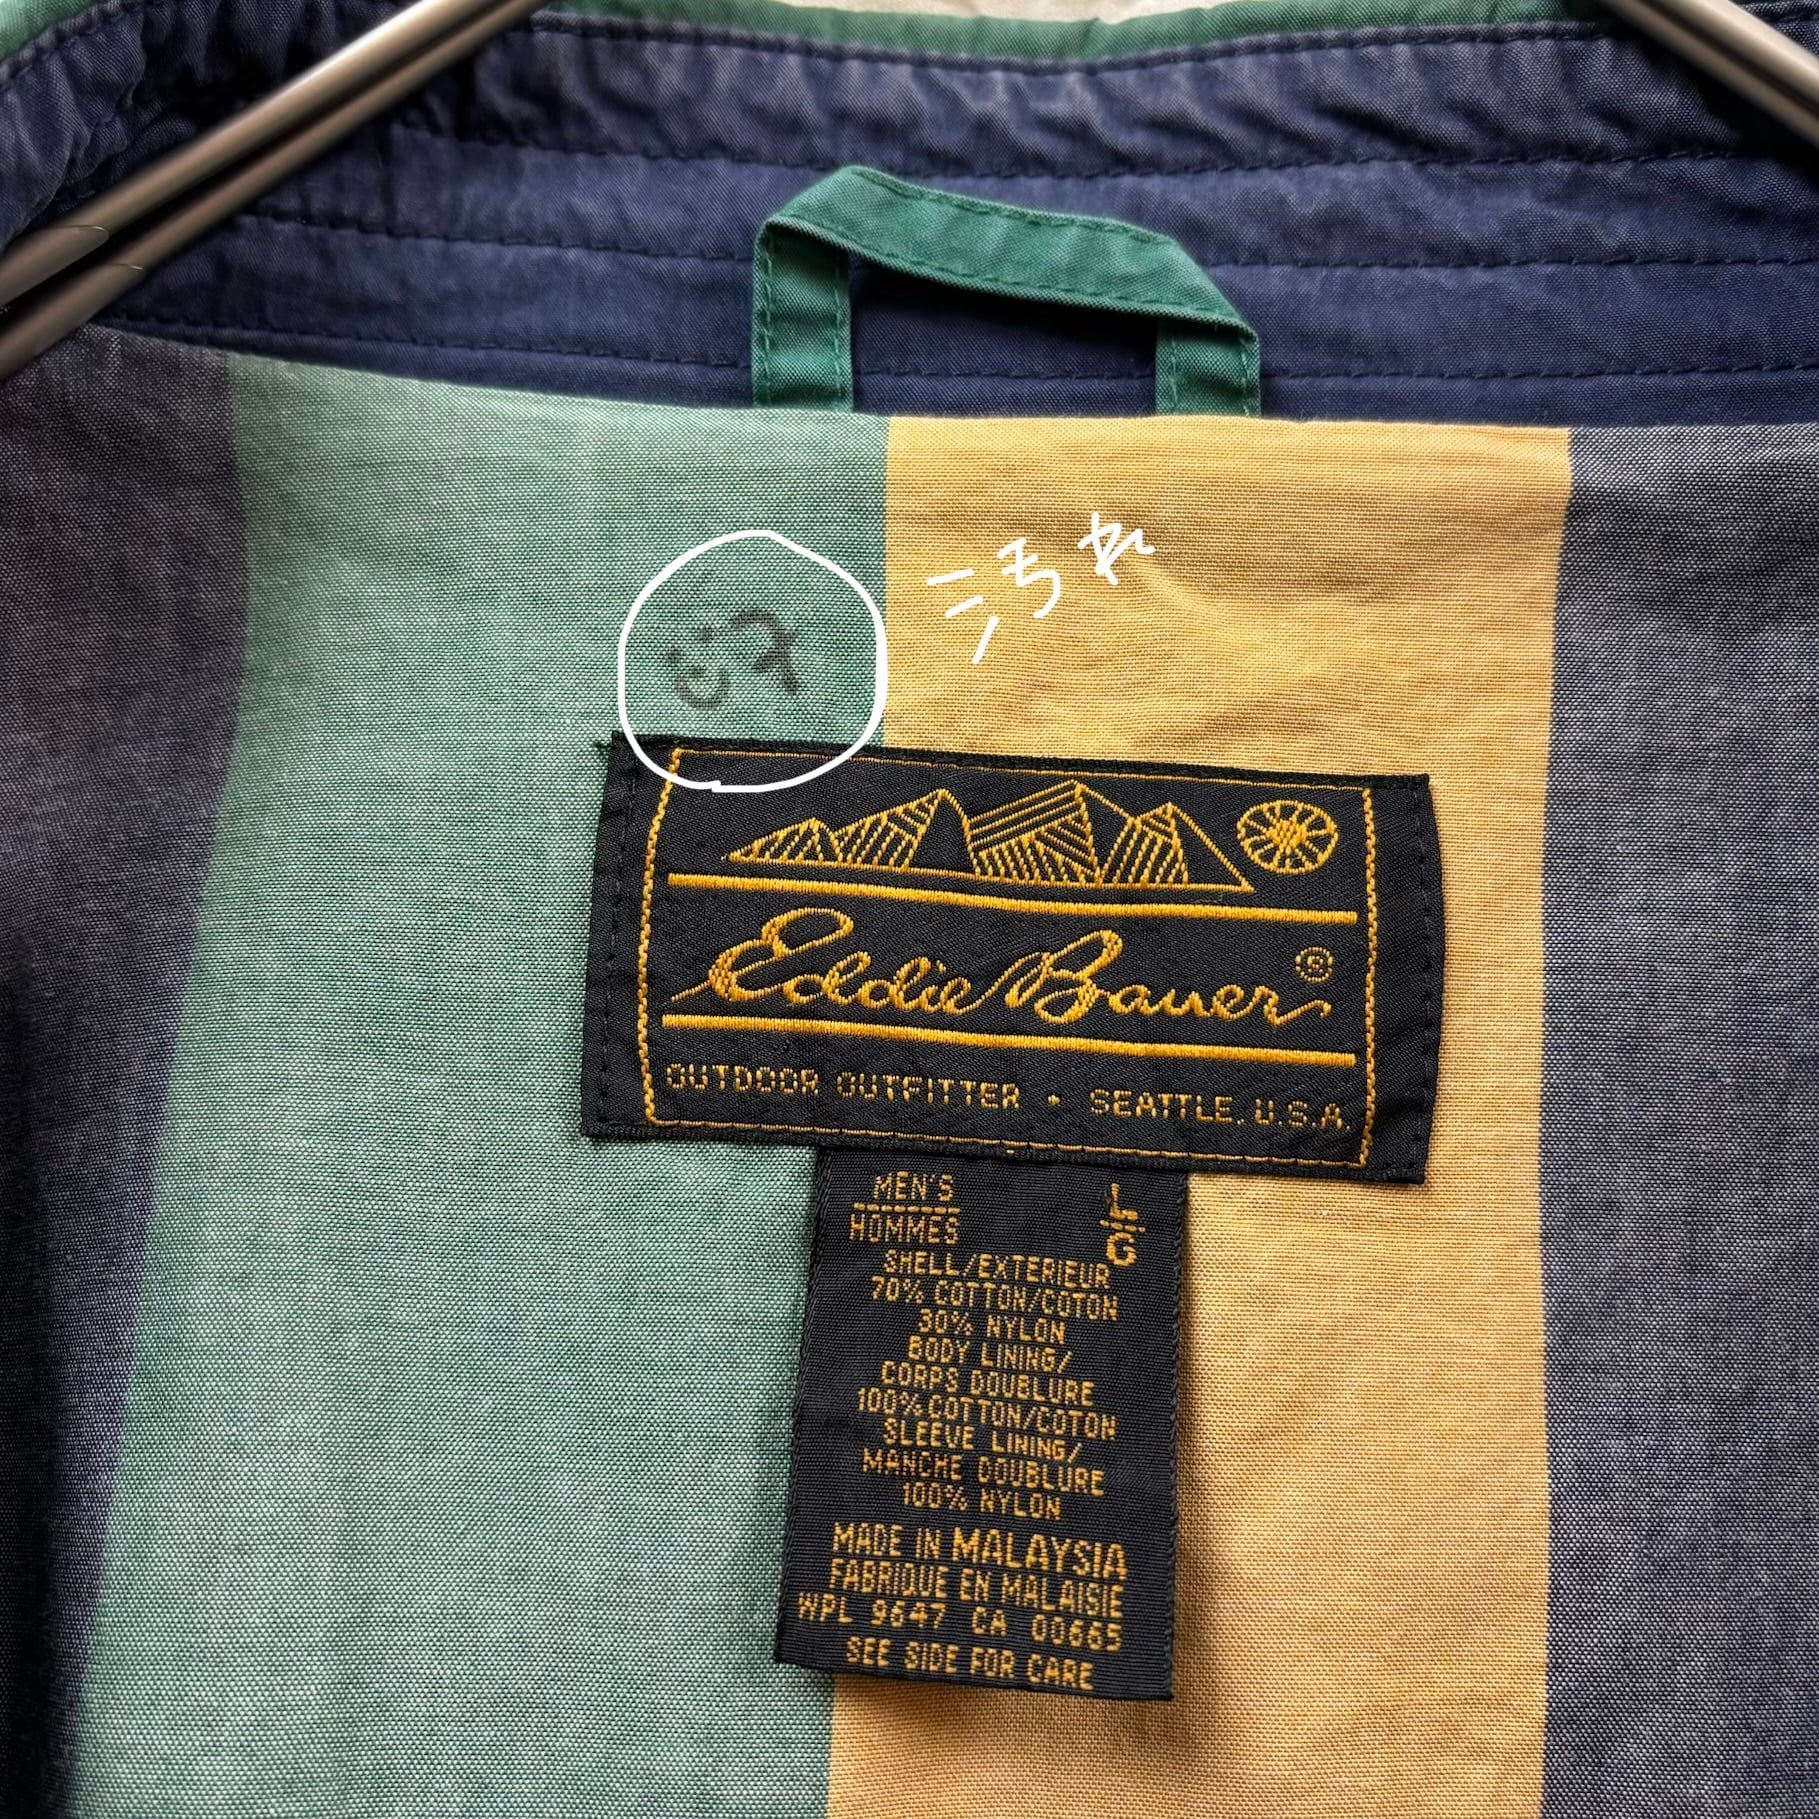 汚れ
Eddie Bauer®
OUTDOOR OUTFITTER • SEATTLE, U.S.A.
MEN'S L
HOMMES G
SHELL/EXTERIEUR
70% COTTON/COTON
30% NYLON
BODY LINING/
CORPS DOUBLURE
100% COTTON/COTON
SLEEVE LINING/
MANCHE DOUBLURE
100% NYLON
MADE IN MALAYSIA
FABRIQUE EN MALAISIE
WPL 9647 CA 00665
SEE SIDE FOR CARE